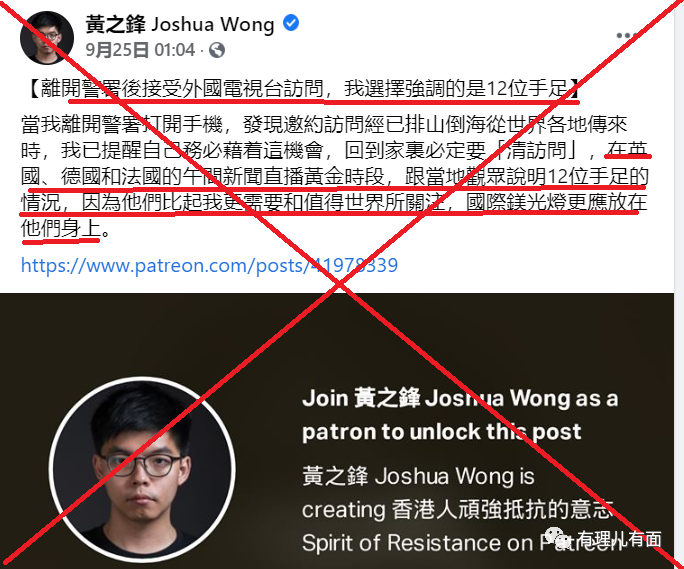 黃之鋒 Joshua Wong
9月25日 01:04 ·
【離開警署後接受外國電視台訪問，我選擇強調的是12位手足】
當我離開警署打開手機，發現邀約訪問經已排山倒海從世界各地傳來
時，我已提醒自己務必藉着這機會，回到家裏必定要「清訪問」，在英
國、德國和法國的午間新聞直播黃金時段，跟當地觀眾說明12位手足的
情況，因為他們比起我更需要和值得世界所關注，國際鎂光燈更應放在
他們身上。
https://www.patreon.com/posts/41978339
Join 黃之鋒 Joshua Wong as a
patron to unlock this post
黃之鋒 Joshua Wong is
creating 香港人頑強抵抗的意志
Spirit of Resistance on Patreon
有理儿有面